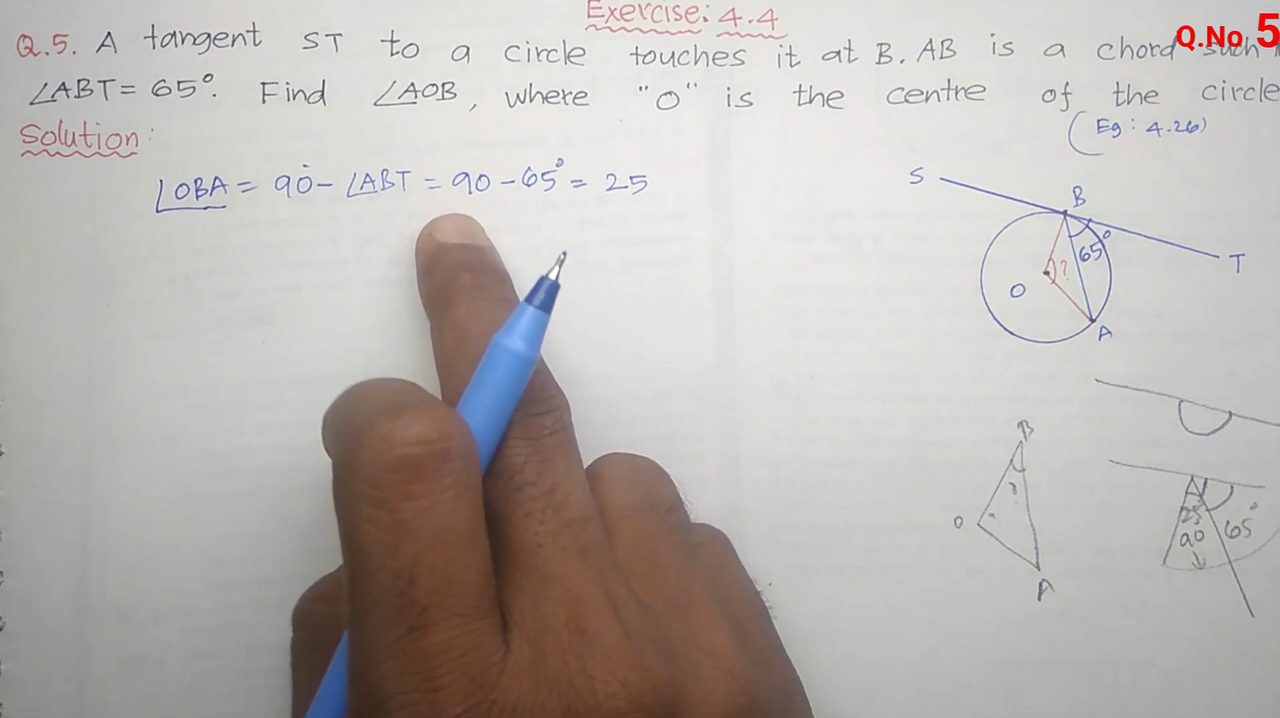 Exercise: 4.4
Q.No 5
Q.5. A tangent ST to a circle touches it at B. AB is a chord such
∠ABT = 65°. Find ∠AOB, where "O" is the centre of the circle
(Eg: 4.26)
Solution:
∠OBA = 90° - ∠ABT = 90 - 65° = 25
S
B
65°
?
T
O
A
B
?
O
A
25
90
65°